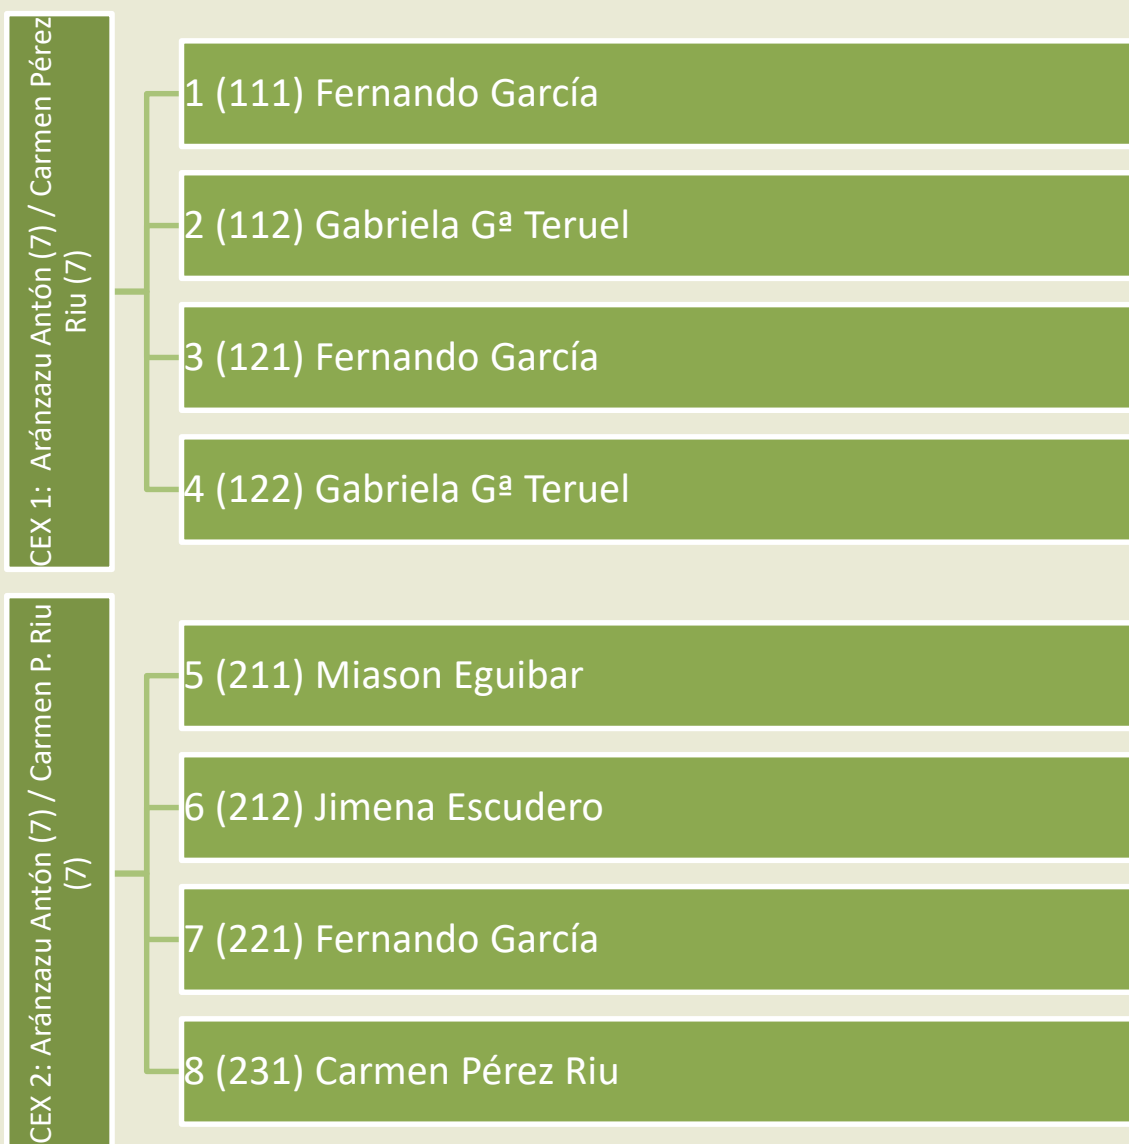 CEX 1:  Aránzazu Antón (7) / Carmen Pérez
Riu (7)
1 (111) Fernando García
2 (112) Gabriela Gª Teruel
3 (121) Fernando García
4 (122) Gabriela Gª Teruel
CEX 2: Aránzazu Antón (7) / Carmen P. Riu
(7)
5 (211) Miason Eguibar
6 (212) Jimena Escudero
7 (221) Fernando García
8 (231) Carmen Pérez Riu